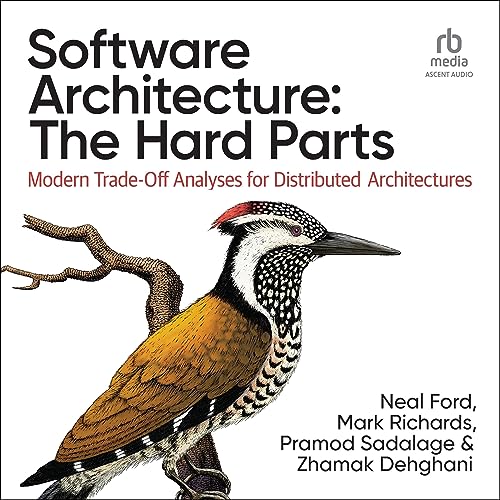 Software
Architecture:
The Hard Parts
rb
media
ASCENT AUDIO
Modern Trade-Off Analyses for Distributed Architectures
Neal Ford,
Mark Richards,
Pramod Sadalage &
Zhamak Dehghani